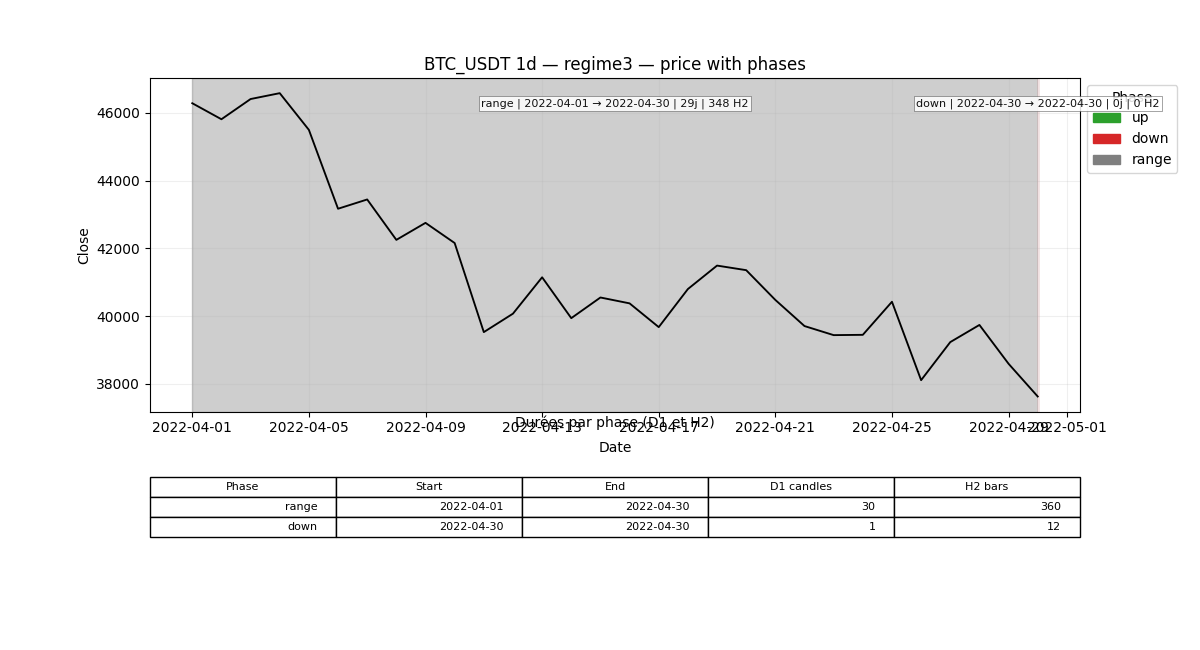 BTC_USDT 1d — regime3 — price with phases
range | 2022-04-01 → 2022-04-30 | 29j | 348 H2
down | 2022-04-30 → 2022-04-30 | 0j | 0 H2
Phase
up
down
range
Close
46000
44000
42000
40000
38000
Durées par phase (D1 et H2)
2022-04-01 2022-04-05 2022-04-09 2022-04-13 2022-04-17 2022-04-21 2022-04-25 2022-04-29 2022-05-01
Date
Phase Start End D1 candles H2 bars
range 2022-04-01 2022-04-30 30 360
down 2022-04-30 2022-04-30 1 12